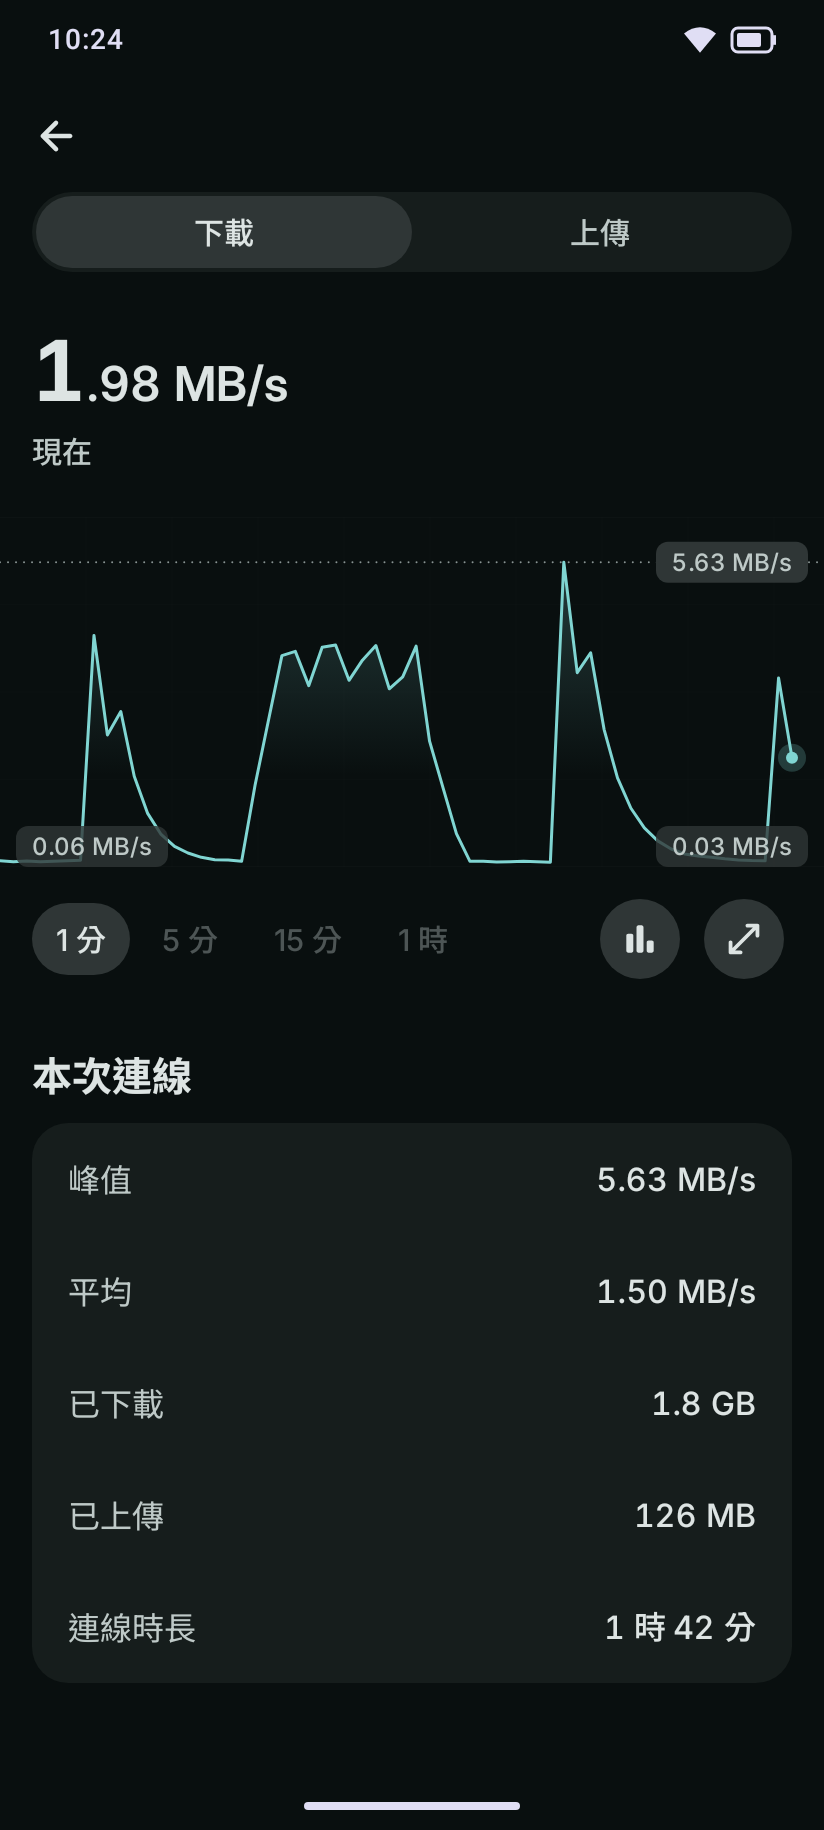 10:24
下載
上傳
1.98 MB/s
現在
5.63 MB/s
0.06 MB/s
0.03 MB/s
1 分
5 分
15 分
1 時
本次連線
峰值
5.63 MB/s
平均
1.50 MB/s
已下載
1.8 GB
已上傳
126 MB
連線時長
1 時 42 分